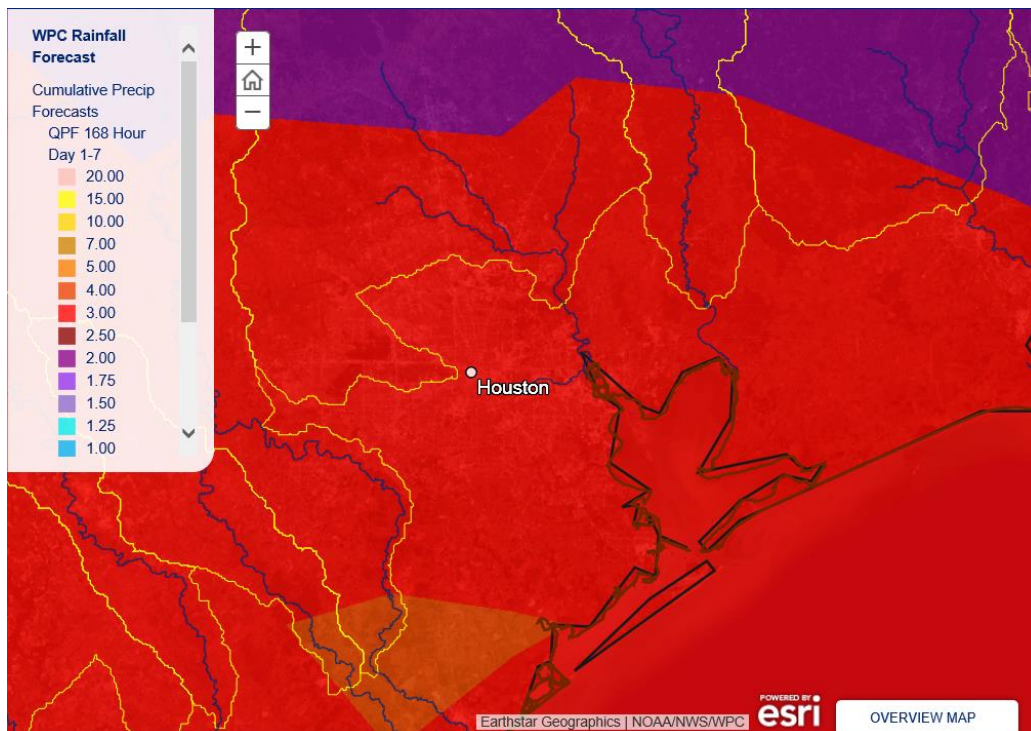 WPC Rainfall
Forecast
Cumulative Precip
Forecasts
QPF 168 Hour
Day 1-7
20.00
15.00
10.00
7.00
5.00
4.00
3.00
2.50
2.00
1.75
1.50
1.25
1.00
+
−
Houston
Earthstar Geographics | NOAA/NWS/WPC
POWERED BY
esri
OVERVIEW MAP